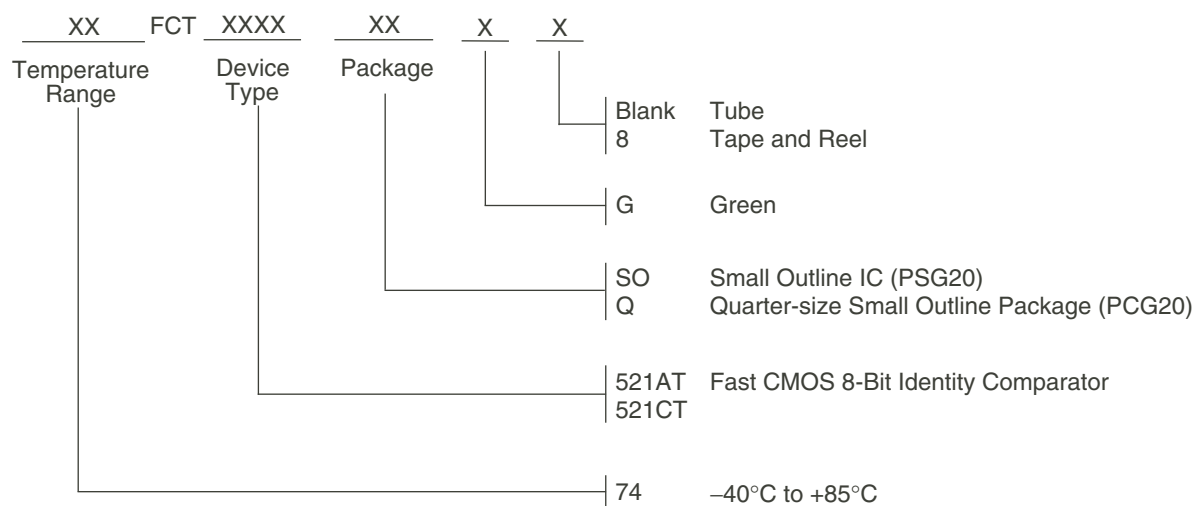 XX FCT XXXX XX X X
Temperature Range
Device Type
Package
Blank Tube
8 Tape and Reel
G Green
SO Small Outline IC (PSG20)
Q Quarter-size Small Outline Package (PCG20)
521AT Fast CMOS 8-Bit Identity Comparator
521CT
74 –40°C to +85°C